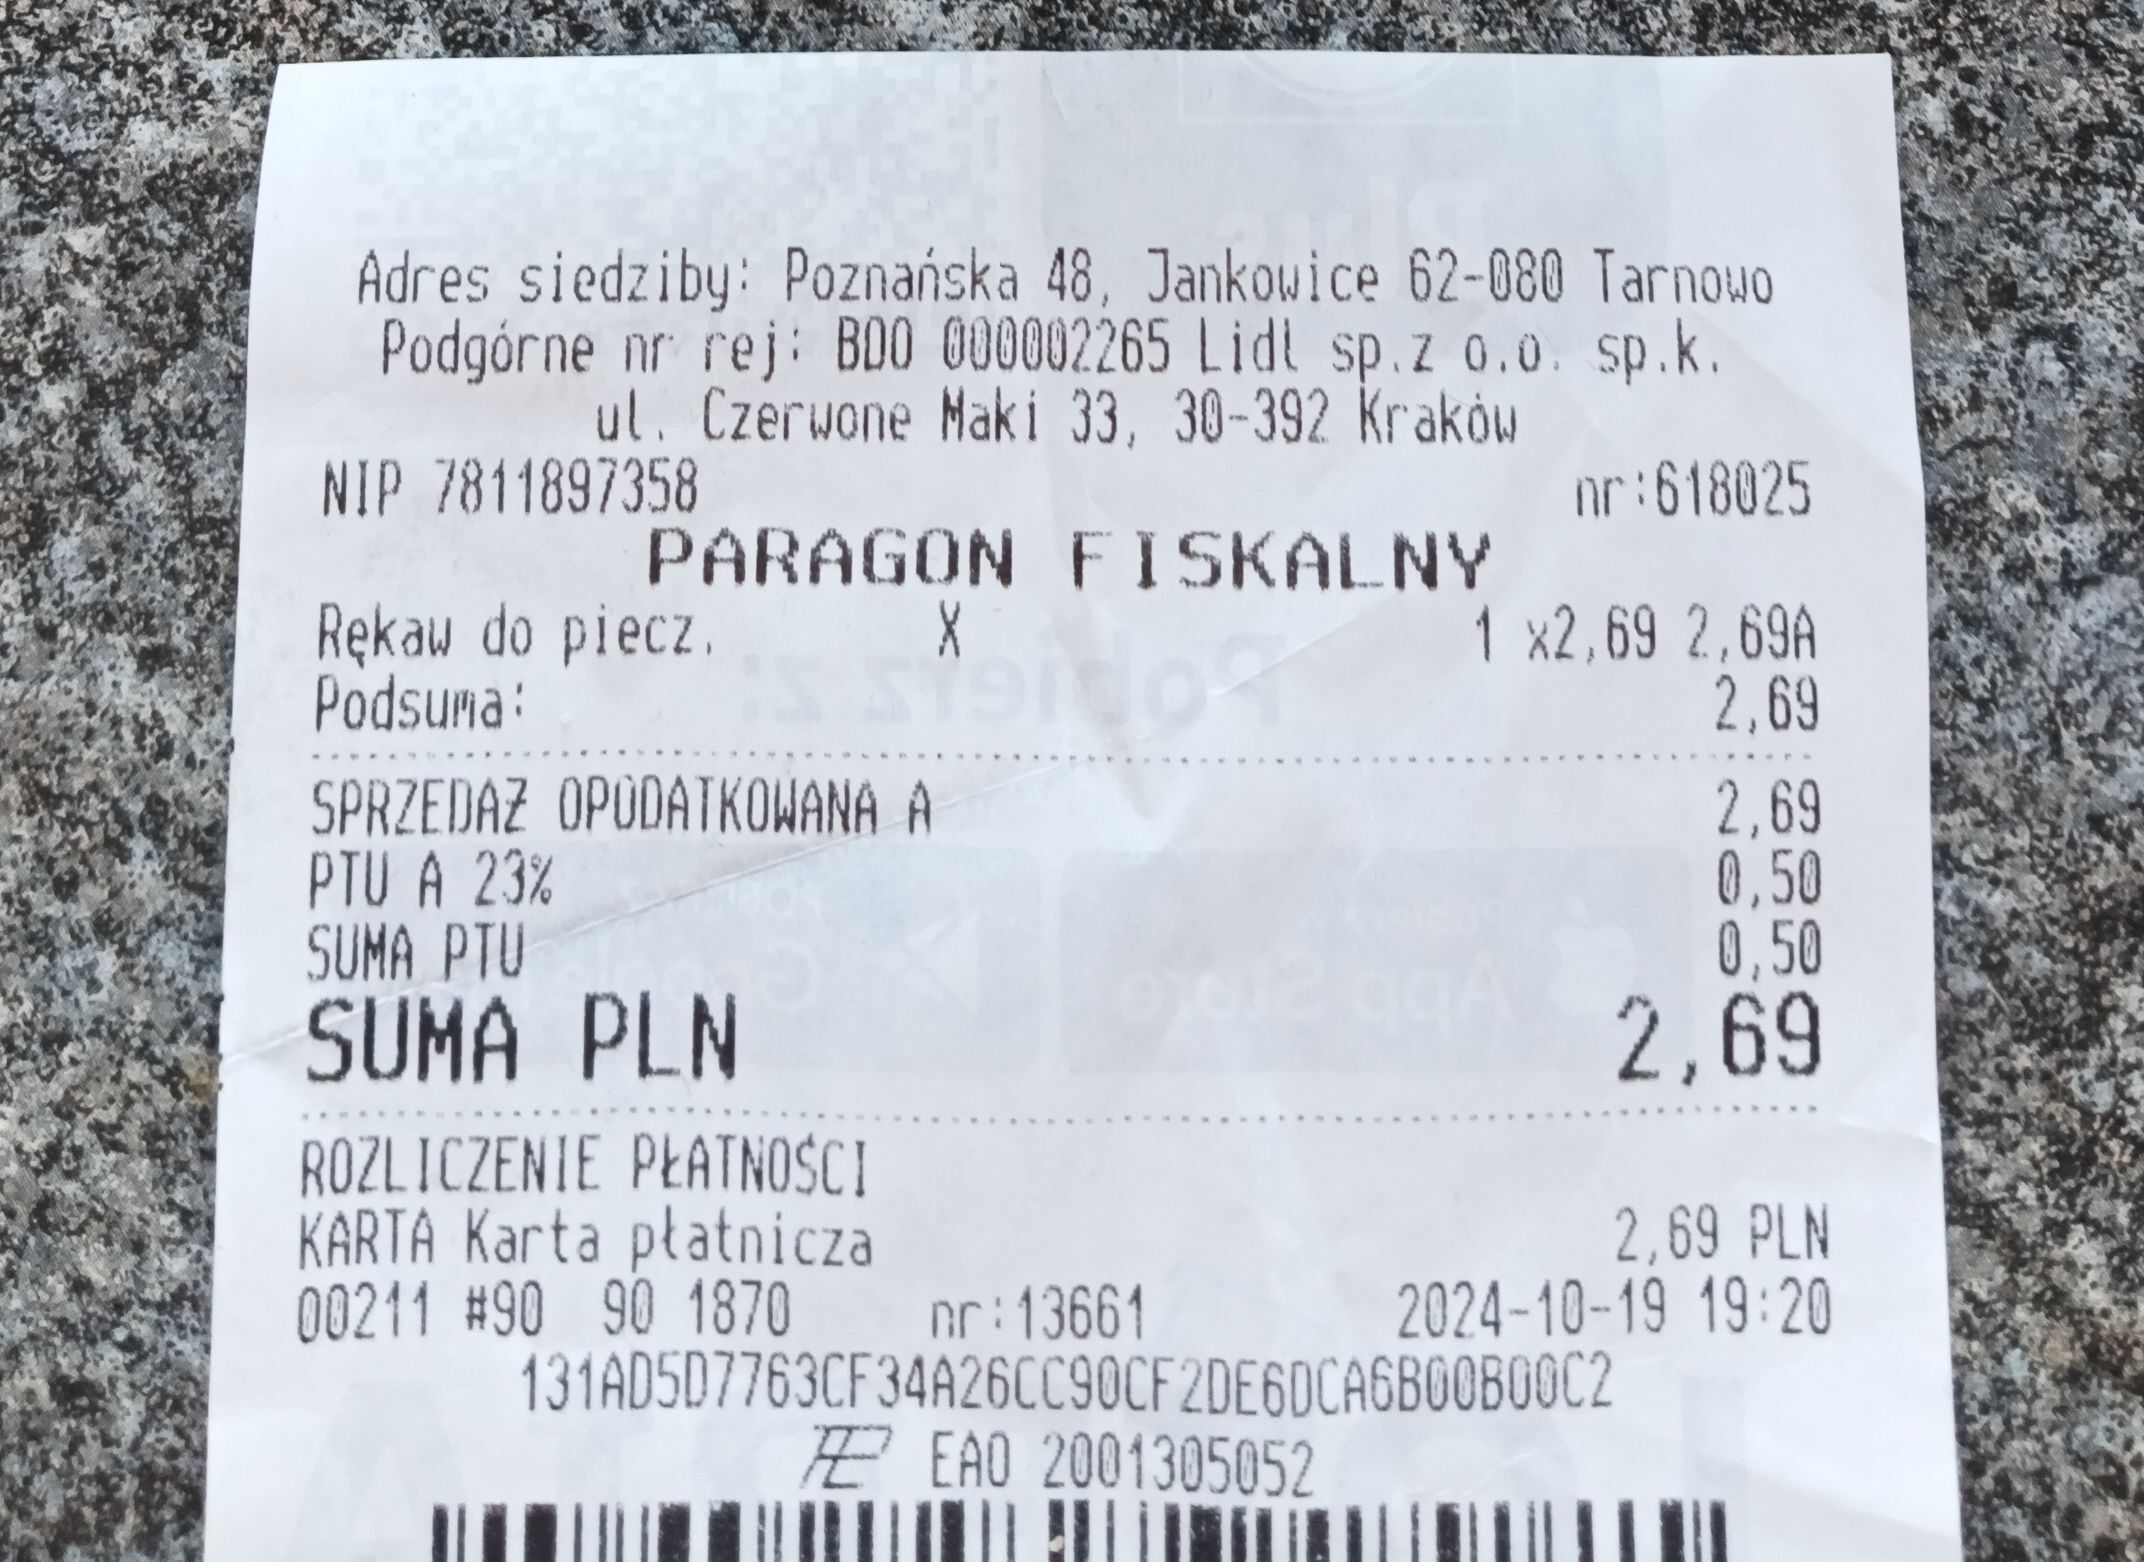 Adres siedziby: Poznańska 48, Jankowice 62-080 Tarnowo
Podgórne nr rej: BDO 000002265 Lidl sp.z o.o. sp.k.
ul. Czerwone Maki 33, 30-392 Kraków
NIP 7811897358 nr:618025
PARAGON FISKALNY
Rękaw do piecz. X 1 x2,69 2,69A
Podsuma: 2,69
SPRZEDAŻ OPODATKOWANA A 2,69
PTU A 23% 0,50
SUMA PTU 0,50
SUMA PLN 2,69
ROZLICZENIE PŁATNOŚCI
KARTA Karta płatnicza 2,69 PLN
00211 #90 90 1870 nr:13661 2024-10-19 19:20
131AD5D7763CF34A26CC90CF2DE6DCA6B00B00C2
EAO 2001305052
Plus
Pobierz z:
App Store